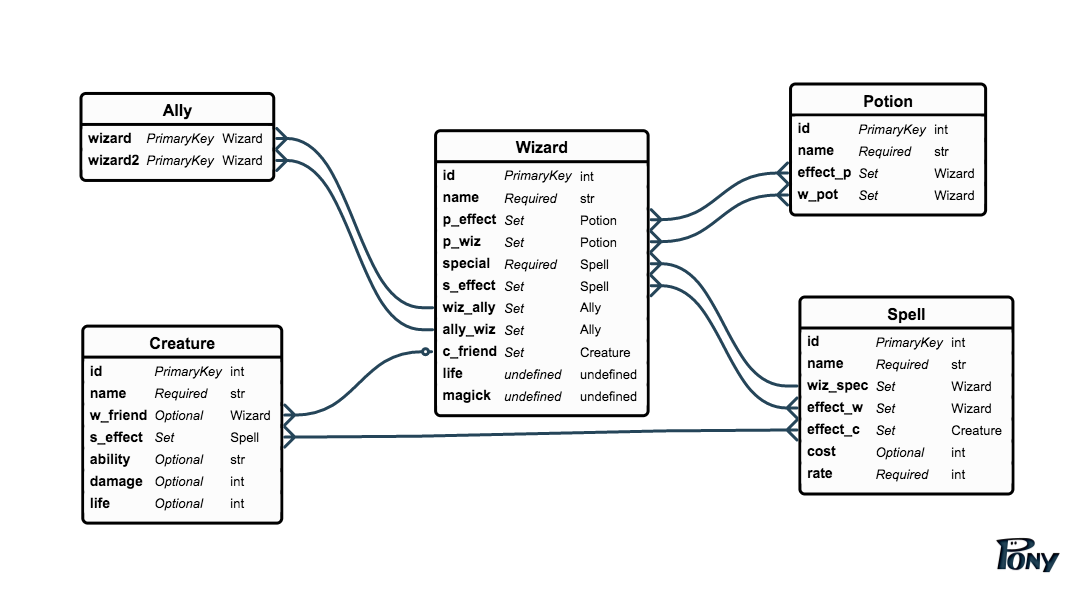 Ally
wizard PrimaryKey Wizard
wizard2 PrimaryKey Wizard
Wizard
id PrimaryKey int
name Required str
p_effect Set Potion
p_wiz Set Potion
special Required Spell
s_effect Set Spell
wiz_ally Set Ally
ally_wiz Set Ally
c_friend Set Creature
life undefined undefined
magick undefined undefined
Potion
id PrimaryKey int
name Required str
effect_p Set Wizard
w_pot Set Wizard
Creature
id PrimaryKey int
name Required str
w_friend Optional Wizard
s_effect Set Spell
ability Optional str
damage Optional int
life Optional int
Spell
id PrimaryKey int
name Required str
wiz_spec Set Wizard
effect_w Set Wizard
effect_c Set Creature
cost Optional int
rate Required int
PONY